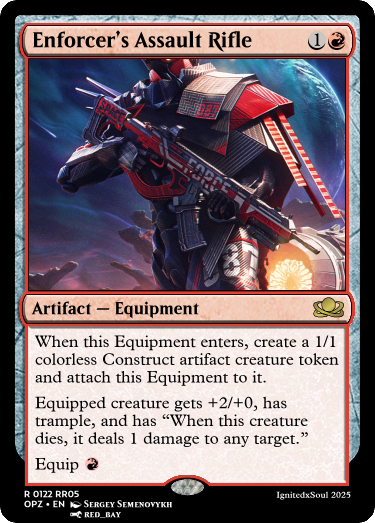 Enforcer's Assault Rifle 1
FORCE
Artifact — Equipment
When this Equipment enters, create a 1/1
colorless Construct artifact creature token
and attach this Equipment to it.
Equipped creature gets +2/+0, has
trample, and has “When this creature
dies, it deals 1 damage to any target.”
Equip
R 0122 RR05
OPZ • EN Sergey Semenovykh
red_bay
IgnitedxSoul 2025